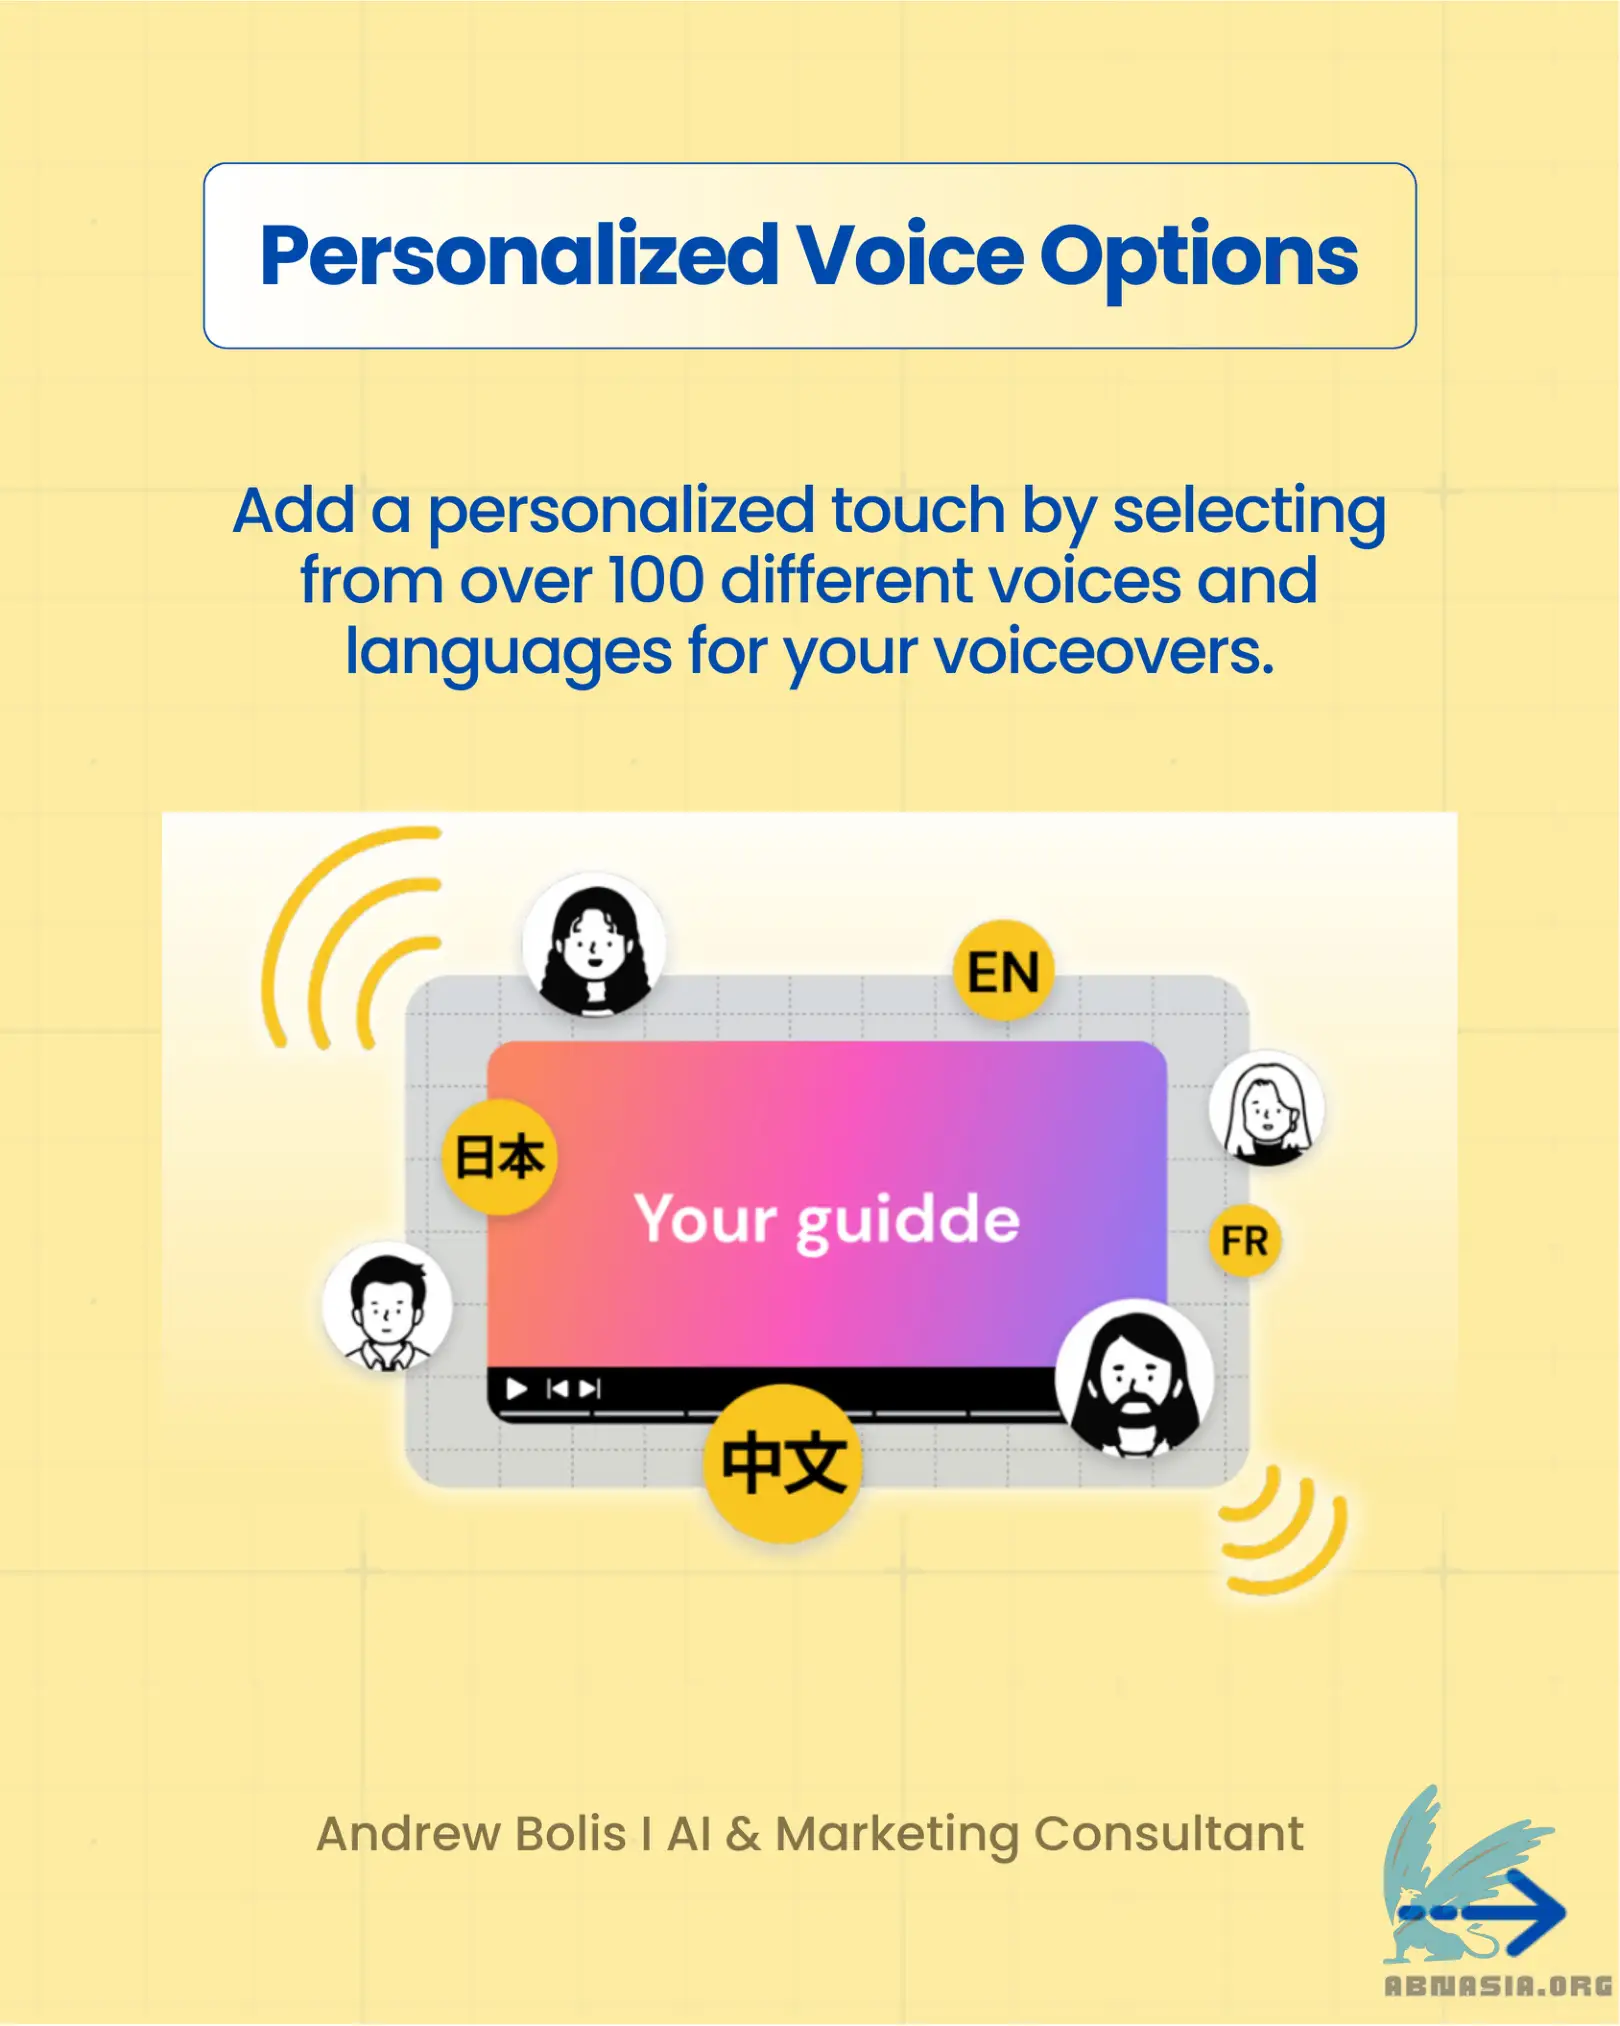 Personalized Voice Options
Add a personalized touch by selecting
from over 100 different voices and
languages for your voiceovers.
EN
日本
Your guidde
FR
中文
Andrew Bolis I AI & Marketing Consultant
ABNASIA.ORG